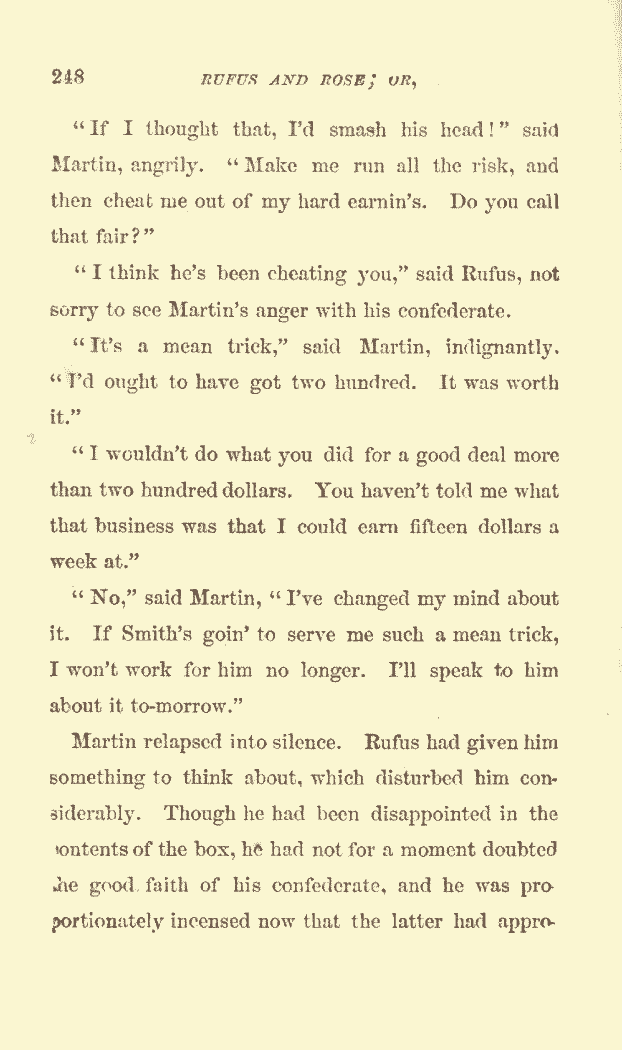 248 RUFUS AND ROSE; OR,
"If I thought that, I'd smash his head!" said
Martin, angrily. "Make me run all the risk, and
then cheat me out of my hard earnin's. Do you call
that fair?"
"I think he's been cheating you," said Rufus, not
sorry to see Martin's anger with his confederate.
"It's a mean trick," said Martin, indignantly.
"I'd ought to have got two hundred. It was worth
it."
"I wouldn't do what you did for a good deal more
than two hundred dollars. You haven't told me what
that business was that I could earn fifteen dollars a
week at."
"No," said Martin, "I've changed my mind about
it. If Smith's goin' to serve me such a mean trick,
I won't work for him no longer. I'll speak to him
about it to-morrow."
Martin relapsed into silence. Rufus had given him
something to think about, which disturbed him con-
siderably. Though he had been disappointed in the
contents of the box, he had not for a moment doubted
the good faith of his confederate, and he was pro-
portionately incensed now that the latter had appro-